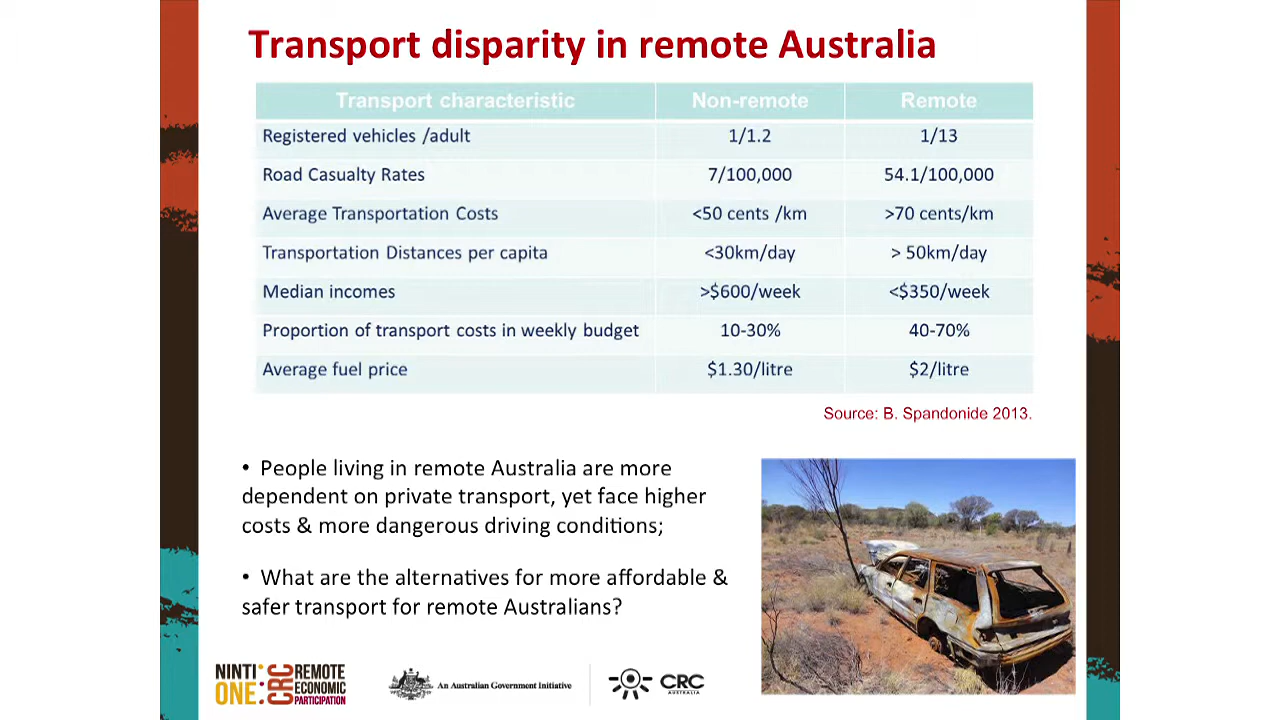 Transport disparity in remote Australia
Transport characteristic Non-remote Remote
Registered vehicles /adult 1/1.2 1/13
Road Casualty Rates 7/100,000 54.1/100,000
Average Transportation Costs <50 cents /km >70 cents/km
Transportation Distances per capita <30km/day > 50km/day
Median incomes >$600/week <$350/week
Proportion of transport costs in weekly budget 10-30% 40-70%
Average fuel price $1.30/litre $2/litre
Source: B. Spandonide 2013.
• People living in remote Australia are more
dependent on private transport, yet face higher
costs & more dangerous driving conditions;
• What are the alternatives for more affordable &
safer transport for remote Australians?
NINTI
ONE
CRC
REMOTE
ECONOMIC
PARTICIPATION
An Australian Government Initiative
CRC
AUSTRALIA